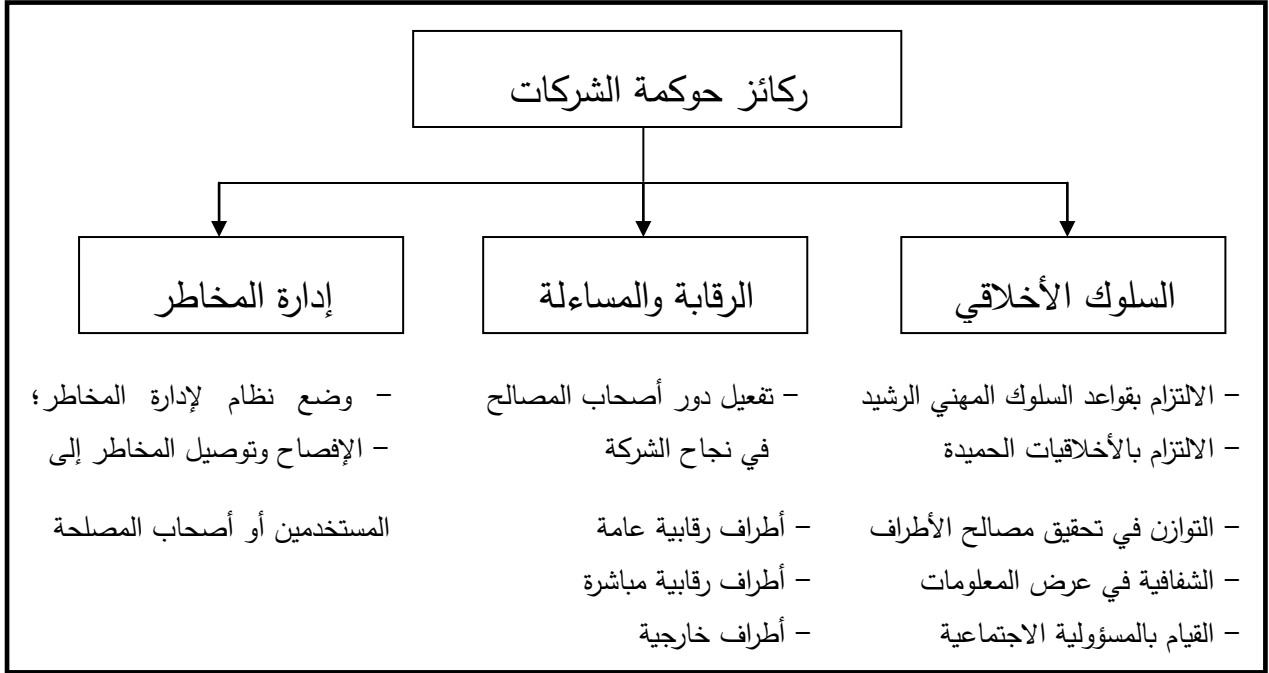 ركائز حوكمة الشركات
السلوك الأخلاقي
الرقابة والمساءلة
إدارة المخاطر
– الالتزام بقواعد السلوك المهني الرشيد
– الالتزام بالأخلاقيات الحميدة
– التوازن في تحقيق مصالح الأطراف
– الشفافية في عرض المعلومات
– القيام بالمسؤولية الاجتماعية
– تفعيل دور أصحاب المصالح
في نجاح الشركة
– أطراف رقابية عامة
– أطراف رقابية مباشرة
– أطراف خارجية
– وضع نظام لإدارة المخاطر؛
– الإفصاح وتوصيل المخاطر إلى
المستخدمين أو أصحاب المصلحة